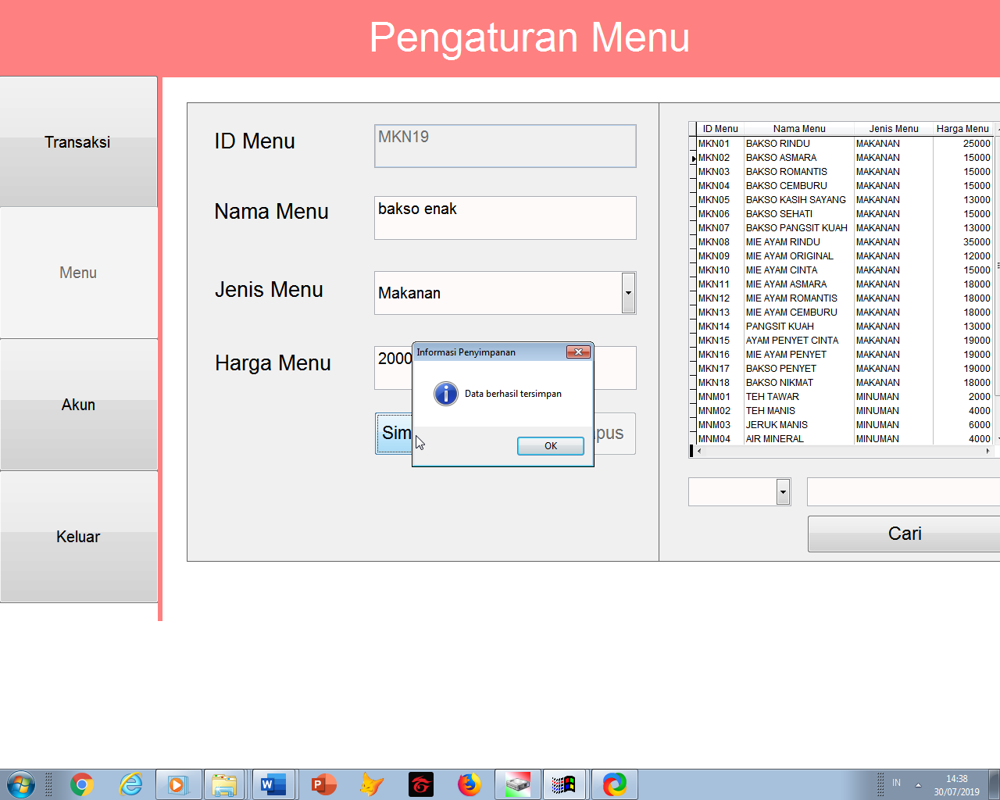 Pengaturan Menu
Transaksi
Menu
Akun
Keluar
ID Menu
MKN19
Nama Menu
bakso enak
Jenis Menu
Makanan
Harga Menu
2000
Sim
pus
Informasi Penyimpanan
Data berhasil tersimpan
OK
ID Menu Nama Menu Jenis Menu Harga Menu
MKN01 BAKSO RINDU MAKANAN 25000
MKN02 BAKSO ASMARA MAKANAN 15000
MKN03 BAKSO ROMANTIS MAKANAN 15000
MKN04 BAKSO CEMBURU MAKANAN 15000
MKN05 BAKSO KASIH SAYANG MAKANAN 13000
MKN06 BAKSO SEHATI MAKANAN 15000
MKN07 BAKSO PANGSIT KUAH MAKANAN 13000
MKN08 MIE AYAM RINDU MAKANAN 35000
MKN09 MIE AYAM ORIGINAL MAKANAN 12000
MKN10 MIE AYAM CINTA MAKANAN 15000
MKN11 MIE AYAM ASMARA MAKANAN 18000
MKN12 MIE AYAM ROMANTIS MAKANAN 18000
MKN13 MIE AYAM CEMBURU MAKANAN 18000
MKN14 PANGSIT KUAH MAKANAN 13000
MKN15 AYAM PENYET CINTA MAKANAN 19000
MKN16 MIE AYAM PENYET MAKANAN 19000
MKN17 BAKSO PENYET MAKANAN 19000
MKN18 BAKSO NIKMAT MAKANAN 18000
MNM01 TEH TAWAR MINUMAN 2000
MNM02 TEH MANIS MINUMAN 4000
MNM03 JERUK MANIS MINUMAN 6000
MNM04 AIR MINERAL MINUMAN 4000
Cari
IN
14:38
30/07/2019